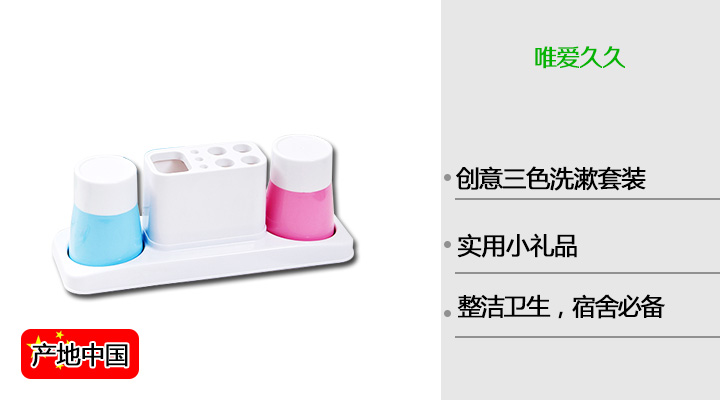 唯爱久久
创意三色洗漱套装
实用小礼品
整洁卫生，宿舍必备
产地中国